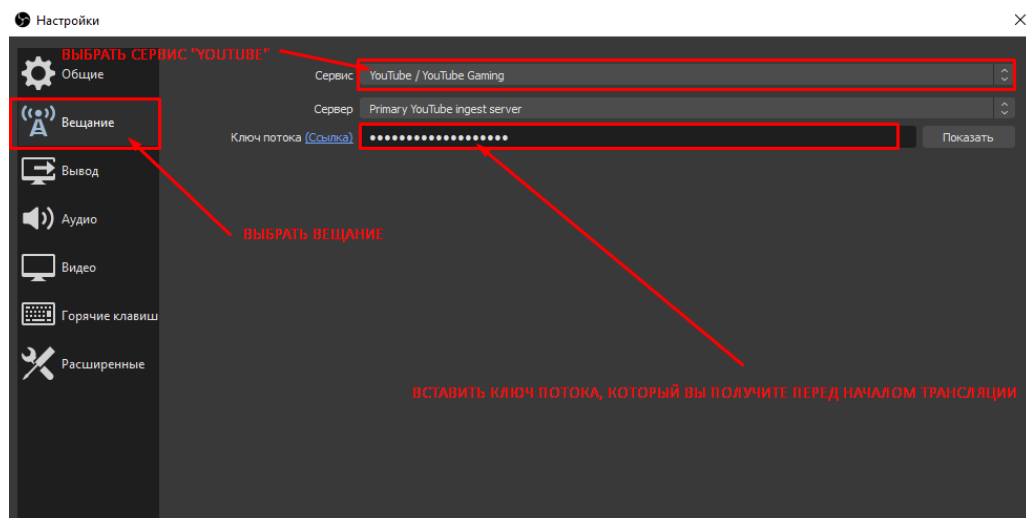 Настройки
ВЫБРАТЬ СЕРВИС "YOUTUBE"
Общие
Сервис YouTube / YouTube Gaming
Сервер Primary YouTube ingest server
Вещание
Ключ потока (Ссылка) ●●●●●●●●●●●●●●●●●●● Показать
Вывод
Аудио
ВЫБРАТЬ ВЕЩАНИЕ
Видео
Горячие клавиш
Расширенные
ВСТАВИТЬ КЛЮЧ ПОТОКА, КОТОРЫЙ ВЫ ПОЛУЧИТЕ ПЕРЕД НАЧАЛОМ ТРАНСЛЯЦИИ